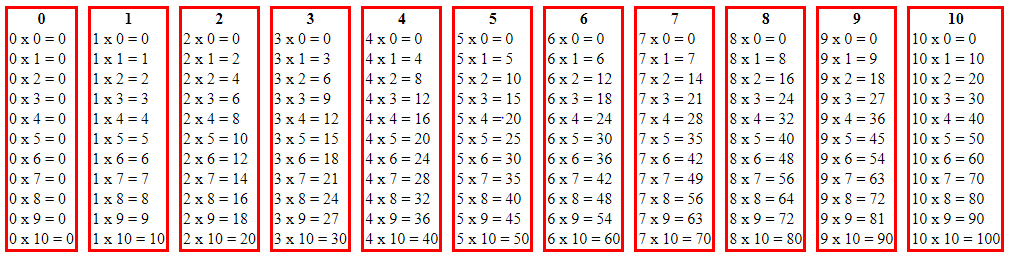 0
0 x 0 = 0
0 x 1 = 0
0 x 2 = 0
0 x 3 = 0
0 x 4 = 0
0 x 5 = 0
0 x 6 = 0
0 x 7 = 0
0 x 8 = 0
0 x 9 = 0
0 x 10 = 0
1
1 x 0 = 0
1 x 1 = 1
1 x 2 = 2
1 x 3 = 3
1 x 4 = 4
1 x 5 = 5
1 x 6 = 6
1 x 7 = 7
1 x 8 = 8
1 x 9 = 9
1 x 10 = 10
2
2 x 0 = 0
2 x 1 = 2
2 x 2 = 4
2 x 3 = 6
2 x 4 = 8
2 x 5 = 10
2 x 6 = 12
2 x 7 = 14
2 x 8 = 16
2 x 9 = 18
2 x 10 = 20
3
3 x 0 = 0
3 x 1 = 3
3 x 2 = 6
3 x 3 = 9
3 x 4 = 12
3 x 5 = 15
3 x 6 = 18
3 x 7 = 21
3 x 8 = 24
3 x 9 = 27
3 x 10 = 30
4
4 x 0 = 0
4 x 1 = 4
4 x 2 = 8
4 x 3 = 12
4 x 4 = 16
4 x 5 = 20
4 x 6 = 24
4 x 7 = 28
4 x 8 = 32
4 x 9 = 36
4 x 10 = 40
5
5 x 0 = 0
5 x 1 = 5
5 x 2 = 10
5 x 3 = 15
5 x 4 = 20
5 x 5 = 25
5 x 6 = 30
5 x 7 = 35
5 x 8 = 40
5 x 9 = 45
5 x 10 = 50
6
6 x 0 = 0
6 x 1 = 6
6 x 2 = 12
6 x 3 = 18
6 x 4 = 24
6 x 5 = 30
6 x 6 = 36
6 x 7 = 42
6 x 8 = 48
6 x 9 = 54
6 x 10 = 60
7
7 x 0 = 0
7 x 1 = 7
7 x 2 = 14
7 x 3 = 21
7 x 4 = 28
7 x 5 = 35
7 x 6 = 42
7 x 7 = 49
7 x 8 = 56
7 x 9 = 63
7 x 10 = 70
8
8 x 0 = 0
8 x 1 = 8
8 x 2 = 16
8 x 3 = 24
8 x 4 = 32
8 x 5 = 40
8 x 6 = 48
8 x 7 = 56
8 x 8 = 64
8 x 9 = 72
8 x 10 = 80
9
9 x 0 = 0
9 x 1 = 9
9 x 2 = 18
9 x 3 = 27
9 x 4 = 36
9 x 5 = 45
9 x 6 = 54
9 x 7 = 63
9 x 8 = 72
9 x 9 = 81
9 x 10 = 90
10
10 x 0 = 0
10 x 1 = 10
10 x 2 = 20
10 x 3 = 30
10 x 4 = 40
10 x 5 = 50
10 x 6 = 60
10 x 7 = 70
10 x 8 = 80
10 x 9 = 90
10 x 10 = 100